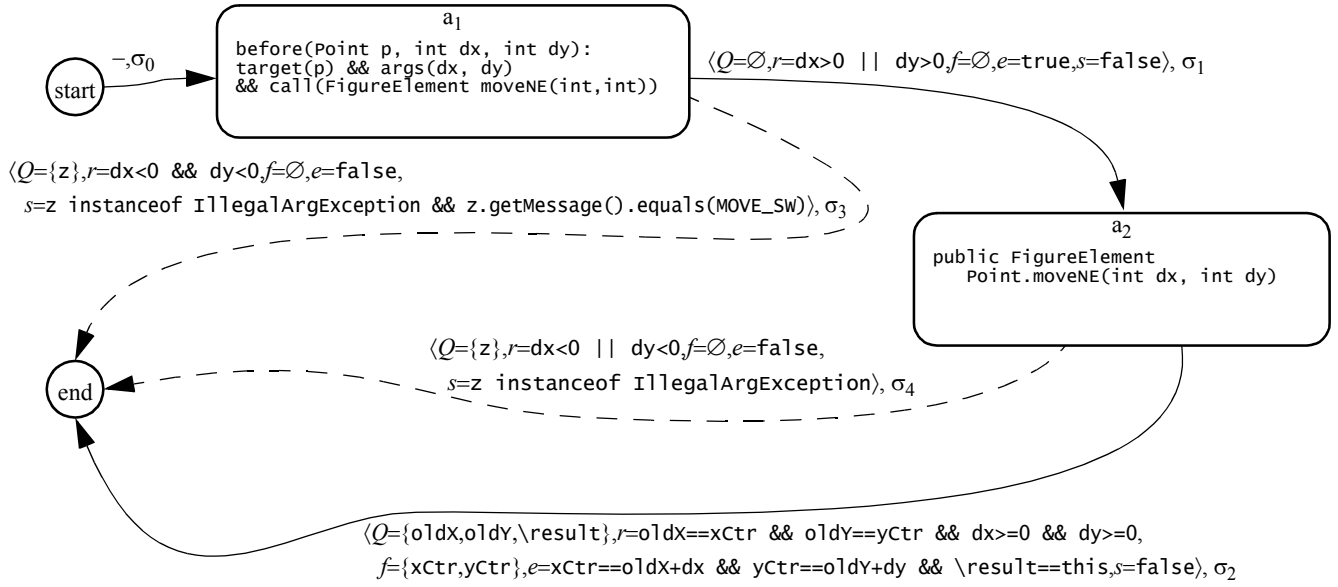 a₁
before(Point p, int dx, int dy):
target(p) && args(dx, dy)
&& call(FigureElement moveNE(int,int))
–,σ₀
start
⟨Q=∅,r=dx>0 || dy>0,f=∅,e=true,s=false⟩, σ₁
⟨Q={z},r=dx<0 && dy<0,f=∅,e=false,
s=z instanceof IllegalArgException && z.getMessage().equals(MOVE_SW)⟩, σ₃
a₂
public FigureElement
Point.moveNE(int dx, int dy)
⟨Q={z},r=dx<0 || dy<0,f=∅,e=false,
s=z instanceof IllegalArgException⟩, σ₄
end
⟨Q={oldX,oldY,\result},r=oldX==xCtr && oldY==yCtr && dx>=0 && dy>=0,
f={xCtr,yCtr},e=xCtr==oldX+dx && yCtr==oldY+dy && \result==this,s=false⟩, σ₂